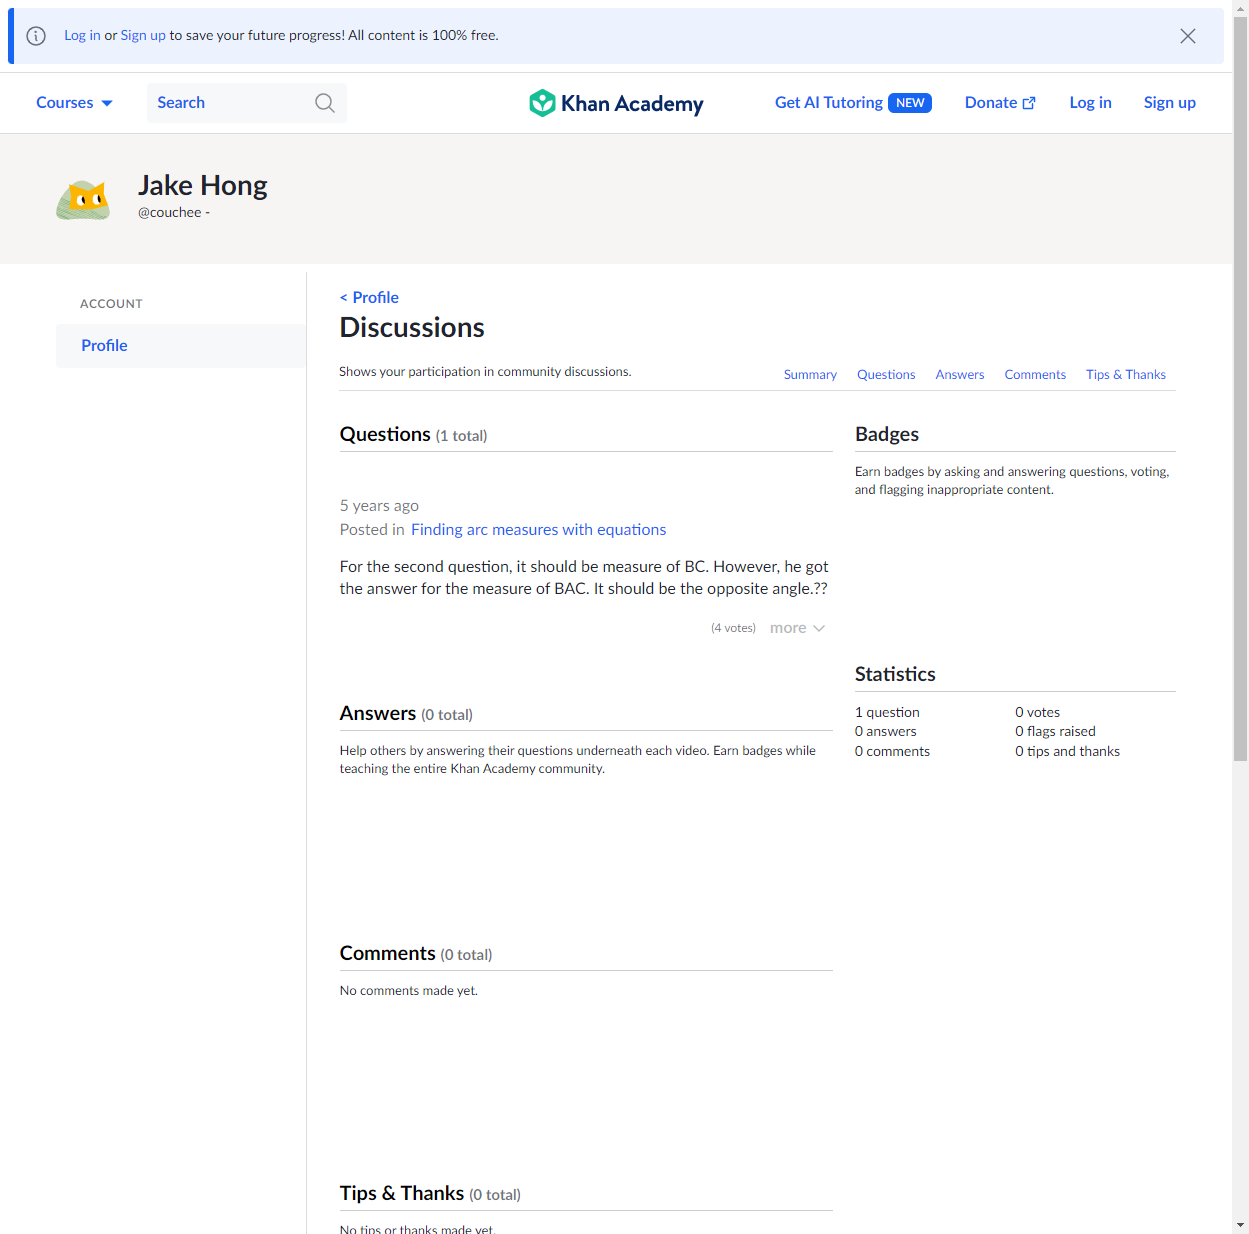 Log in or Sign up to save your future progress! All content is 100% free.
Courses
Search
Khan Academy
Get AI Tutoring NEW
Donate
Log in
Sign up
Jake Hong
@couchee -
ACCOUNT
Profile
< Profile
Discussions
Shows your participation in community discussions.
Summary
Questions
Answers
Comments
Tips & Thanks
Questions (1 total)
5 years ago
Posted in Finding arc measures with equations
For the second question, it should be measure of BC. However, he got
the answer for the measure of BAC. It should be the opposite angle.??
(4 votes)
more
Answers (0 total)
Help others by answering their questions underneath each video. Earn badges while
teaching the entire Khan Academy community.
Comments (0 total)
No comments made yet.
Tips & Thanks (0 total)
No tips or thanks made yet.
Badges
Earn badges by asking and answering questions, voting,
and flagging inappropriate content.
Statistics
1 question
0 votes
0 answers
0 flags raised
0 comments
0 tips and thanks